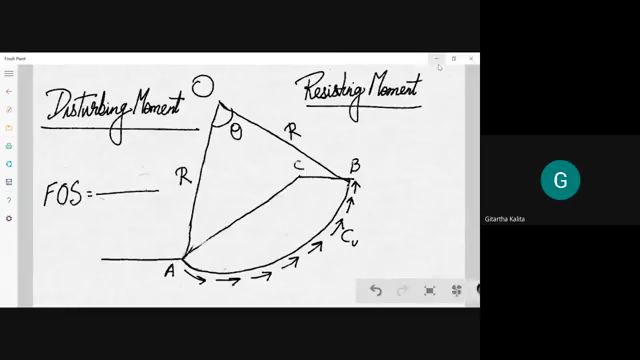 Fresh Paint
O
Disturbing Moment
Resisting Moment
θ
R
R
C
B
FOS =
Cu
A
G
Gitartha Kalita